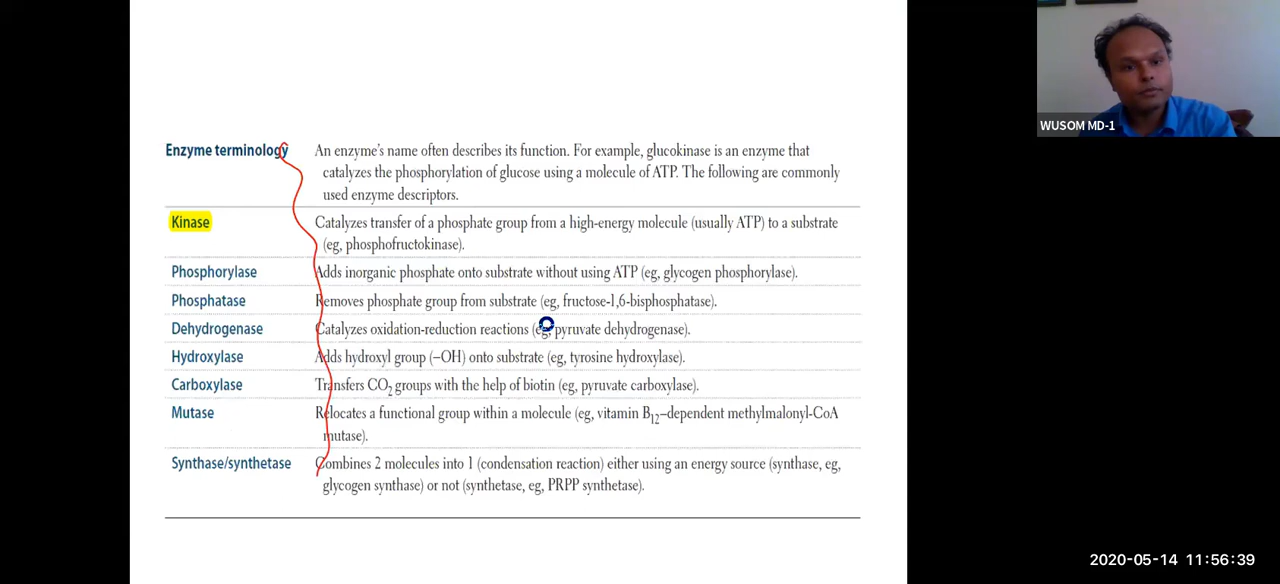 Enzyme terminology An enzyme's name often describes its function. For example, glucokinase is an enzyme that
catalyzes the phosphorylation of glucose using a molecule of ATP. The following are commonly
used enzyme descriptors.
Kinase Catalyzes transfer of a phosphate group from a high-energy molecule (usually ATP) to a substrate
(eg, phosphofructokinase).
Phosphorylase Adds inorganic phosphate onto substrate without using ATP (eg, glycogen phosphorylase).
Phosphatase Removes phosphate group from substrate (eg, fructose-1,6-bisphosphatase).
Dehydrogenase Catalyzes oxidation-reduction reactions (eg, pyruvate dehydrogenase).
Hydroxylase Adds hydroxyl group (–OH) onto substrate (eg, tyrosine hydroxylase).
Carboxylase Transfers CO2 groups with the help of biotin (eg, pyruvate carboxylase).
Mutase Relocates a functional group within a molecule (eg, vitamin B12–dependent methylmalonyl-CoA
mutase).
Synthase/synthetase Combines 2 molecules into 1 (condensation reaction) either using an energy source (synthase, eg,
glycogen synthase) or not (synthetase, eg, PRPP synthetase).
WUSOM MD-1
2020-05-14 11:56:39